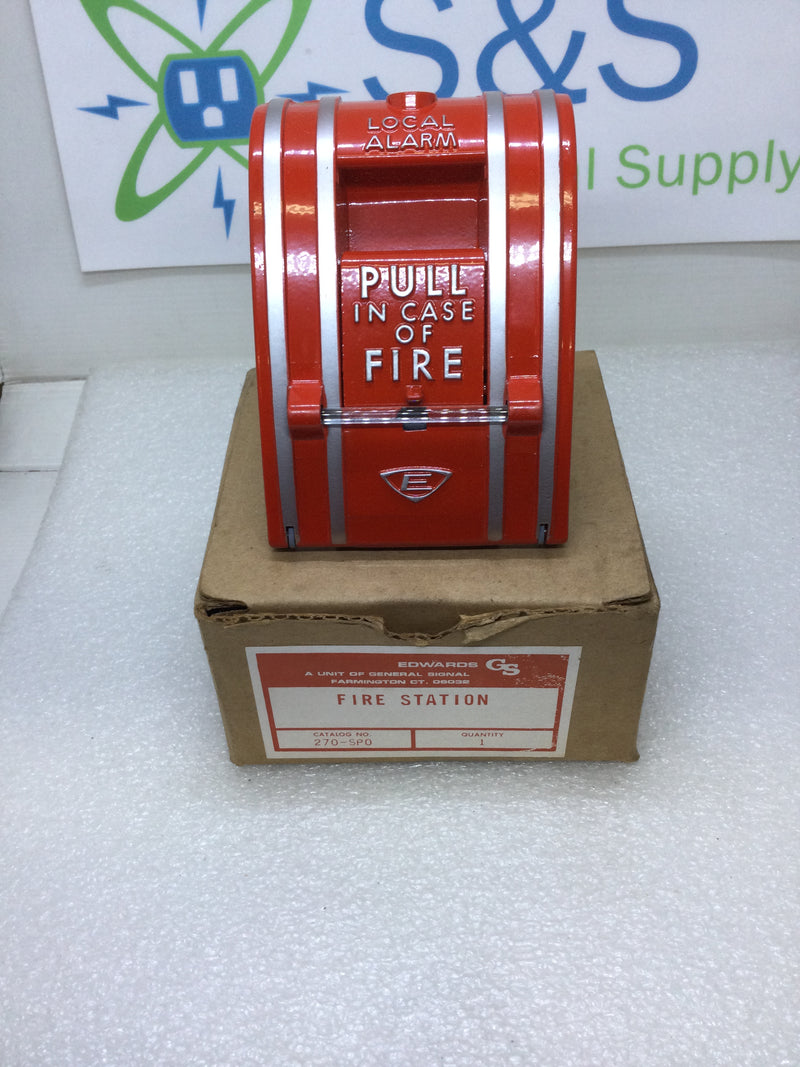 S&S
l Supply
LOCAL
ALARM
PULL
IN CASE
OF
FIRE
E
EDWARDS GS
A UNIT OF GENERAL SIGNAL
FARMINGTON CT. 06032
FIRE STATION
CATALOG NO.
270-SPO
QUANTITY
1